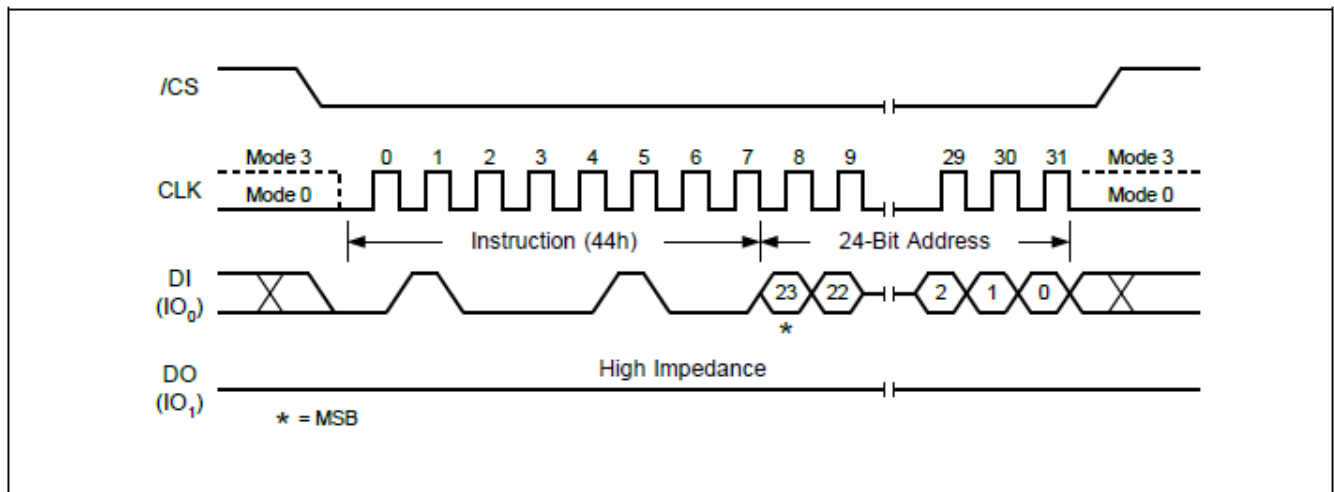 /CS
Mode 3 0 1 2 3 4 5 6 7 8 9 29 30 31 Mode 3
CLK
Mode 0 Mode 0
Instruction (44h) 24-Bit Address
DI
(IO₀)
23 22 2 1 0
*
High Impedance
DO
(IO₁)
* = MSB